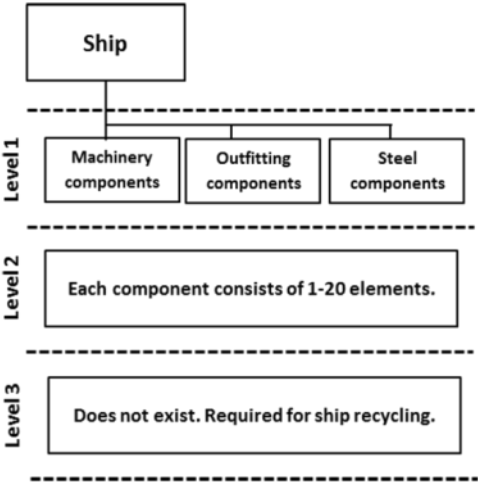 Ship
Level 1
Machinery
components
Outfitting
components
Steel
components
Level 2
Each component consists of 1-20 elements.
Level 3
Does not exist. Required for ship recycling.